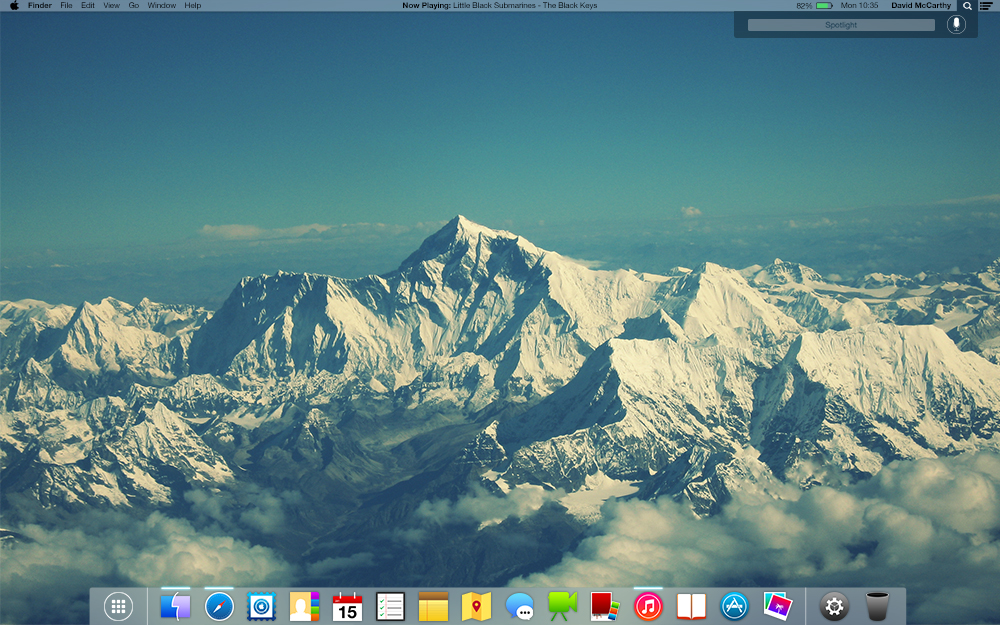 Finder File Edit View Go Window Help Now Playing: Little Black Submarines - The Black Keys 82% Mon 10:35 David McCarthy
Spotlight
15